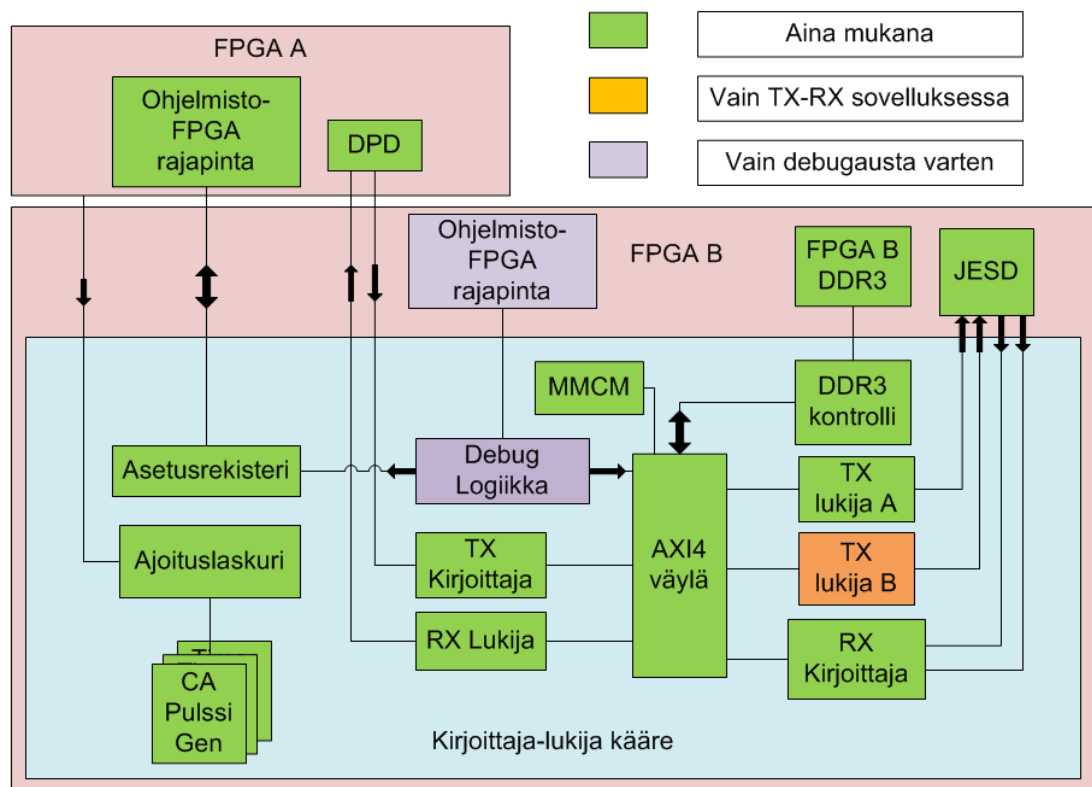 FPGA A
Ohjelmisto-
FPGA
rajapinta
DPD
Aina mukana
Vain TX-RX sovelluksessa
Vain debugausta varten
Ohjelmisto-
FPGA
rajapinta
FPGA B
FPGA B
DDR3
JESD
MMCM
DDR3
kontrolli
Asetusrekisteri
Debug
Logiikka
TX
lukija A
Ajoituslaskuri
TX
Kirjoittaja
AXI4
väylä
TX
lukija B
RX Lukija
RX
Kirjoittaja
CA
Pulssi
Gen
Kirjoittaja-lukija kääre